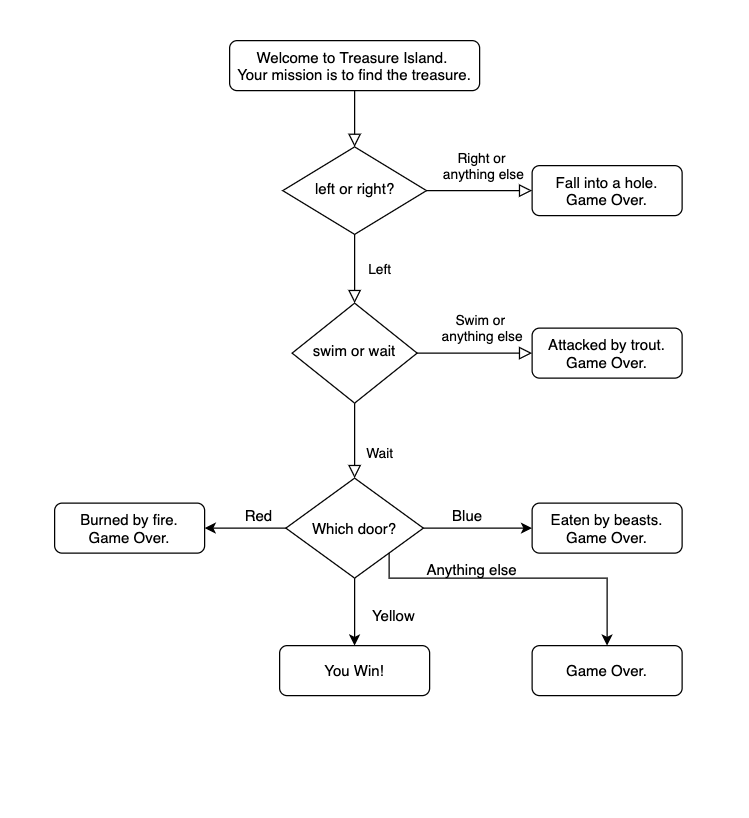 Welcome to Treasure Island.
Your mission is to find the treasure.
left or right?
Right or
anything else
Fall into a hole.
Game Over.
Left
swim or wait
Swim or
anything else
Attacked by trout.
Game Over.
Wait
Burned by fire.
Game Over.
Red
Which door?
Blue
Eaten by beasts.
Game Over.
Anything else
Yellow
You Win!
Game Over.